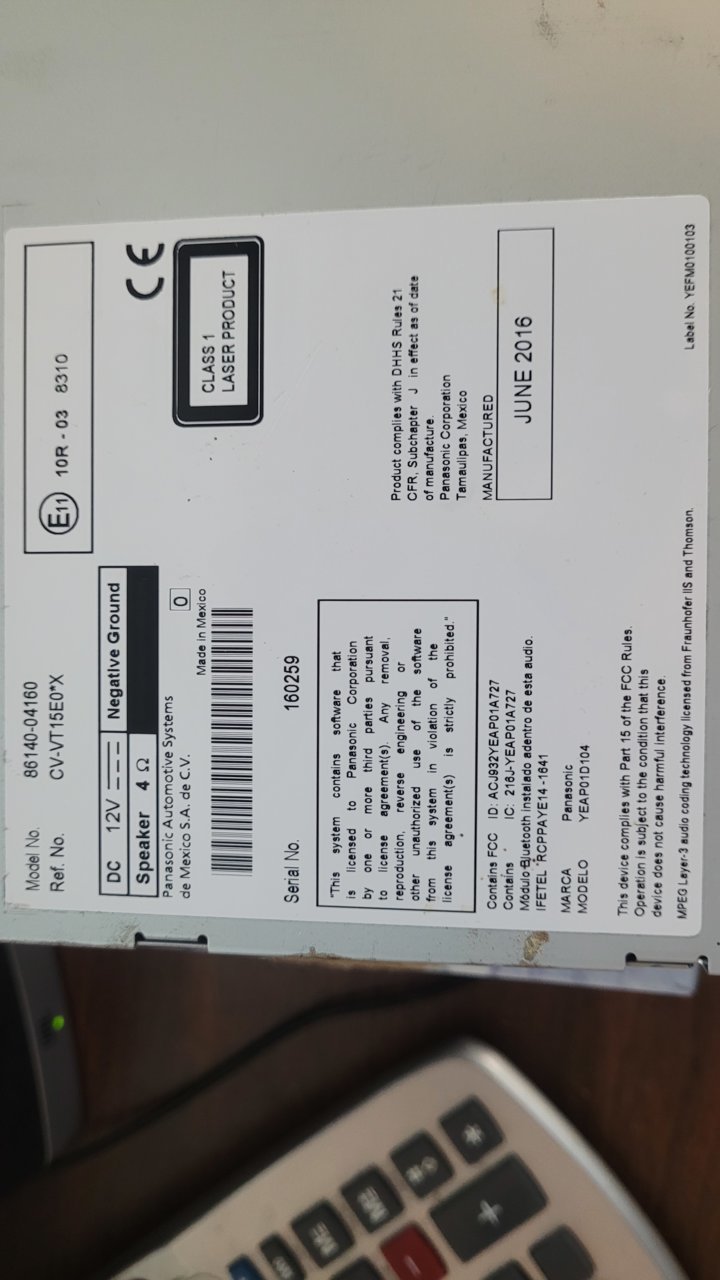 Model No. 86140-04160
Ref. No. CV-VT15E0*X
E11 10R - 03 8310
DC 12V Negative Ground
Speaker 4 Ω
CE
Panasonic Automotive Systems
de Mexico S.A. de C.V.
0
Made in Mexico
CLASS 1
LASER PRODUCT
Serial No. 160259
"This system contains software that
is licensed to Panasonic Corporation
by one or more third parties pursuant
to license agreement(s). Any removal,
reproduction, reverse engineering or
other unauthorized use of the software
from this system in violation of the
license agreement(s) is strictly prohibited."
Product complies with DHHS Rules 21
CFR, Subchapter J in effect as of date
of manufacture.
Panasonic Corporation
Tamaulipas, Mexico
MANUFACTURED
JUNE 2016
Contains FCC ID: ACJ932YEAP01A727
Contains IC: 216J-YEAP01A727
Módulo Bluetooth instalado adentro de esta audio.
IFETEL RCPPAYE14-1641
MARCA Panasonic
MODELO YEAP01D104
This device complies with Part 15 of the FCC Rules.
Operation is subject to the condition that this
device does not cause harmful interference.
MPEG Layer-3 audio coding technology licensed from Fraunhofer IIS and Thomson.
Label No. YEFM0100103
+